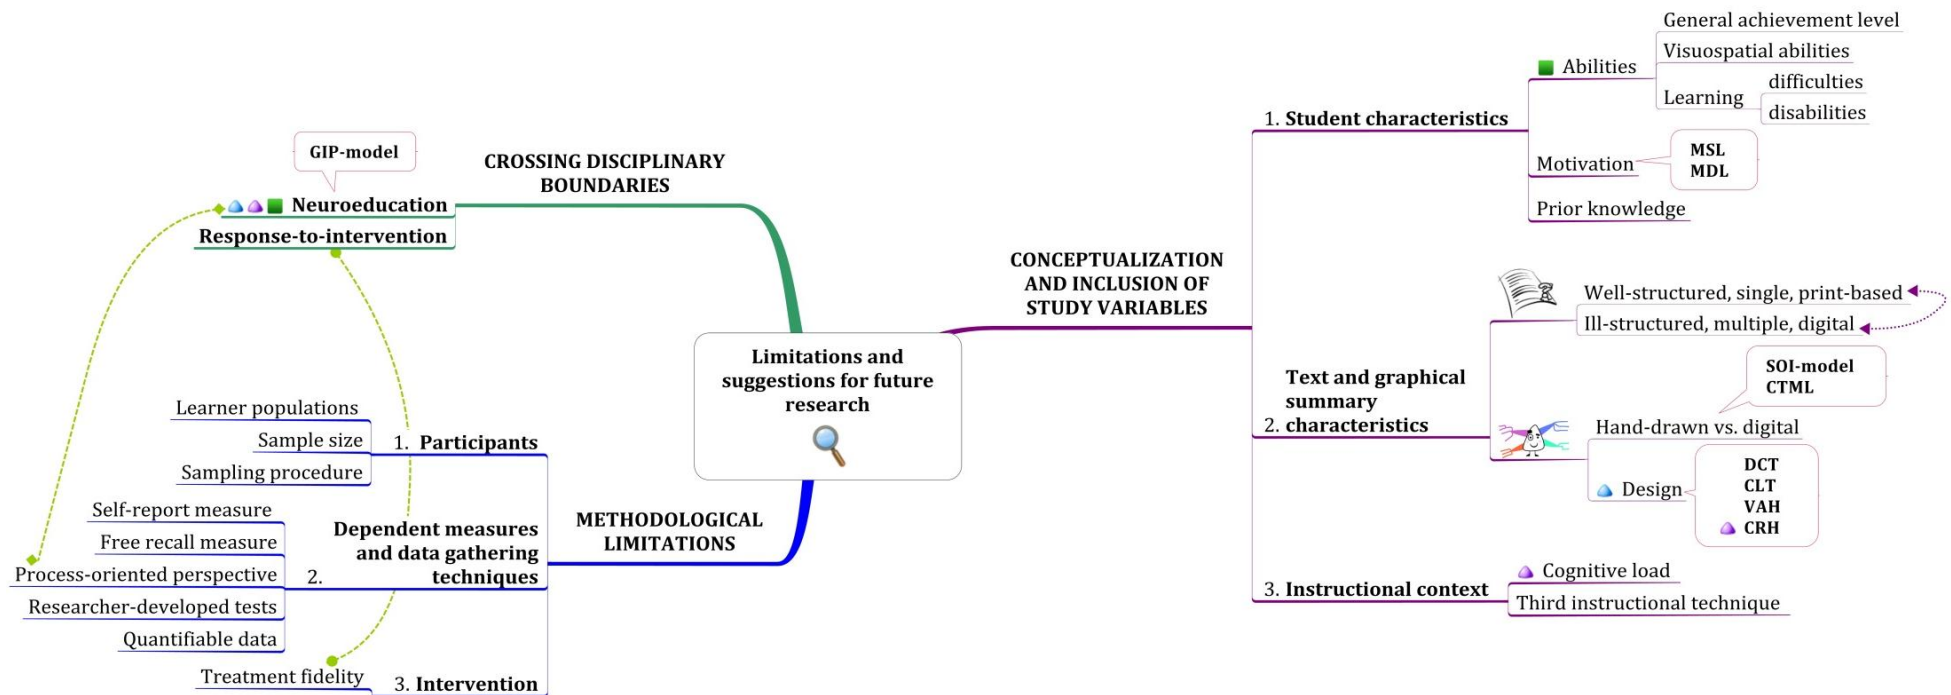 Limitations and
suggestions for future
research
CROSSING DISCIPLINARY
BOUNDARIES
GIP-model
Neuroeducation
Response-to-intervention
CONCEPTUALIZATION
AND INCLUSION OF
STUDY VARIABLES
1. Student characteristics
Abilities
General achievement level
Visuospatial abilities
Learning
difficulties
disabilities
Motivation
MSL
MDL
Prior knowledge
Text and graphical
summary
2. characteristics
Well-structured, single, print-based
Ill-structured, multiple, digital
SOI-model
CTML
Hand-drawn vs. digital
Design
DCT
CLT
VAH
CRH
3. Instructional context
Cognitive load
Third instructional technique
METHODOLOGICAL
LIMITATIONS
1. Participants
Learner populations
Sample size
Sampling procedure
Dependent measures
and data gathering
2. techniques
Self-report measure
Free recall measure
Process-oriented perspective
Researcher-developed tests
Quantifiable data
3. Intervention
Treatment fidelity